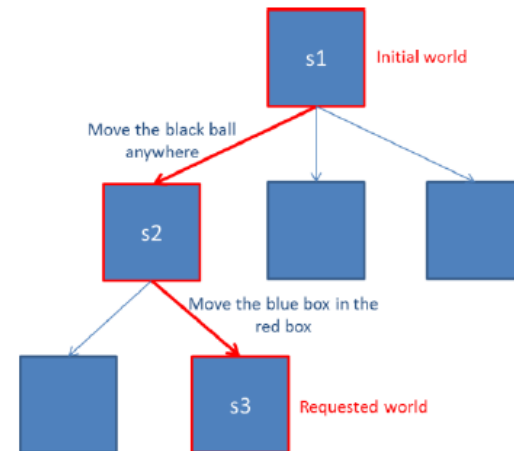 s1
Initial world
Move the black ball
anywhere
s2
Move the blue box in the
red box
s3
Requested world